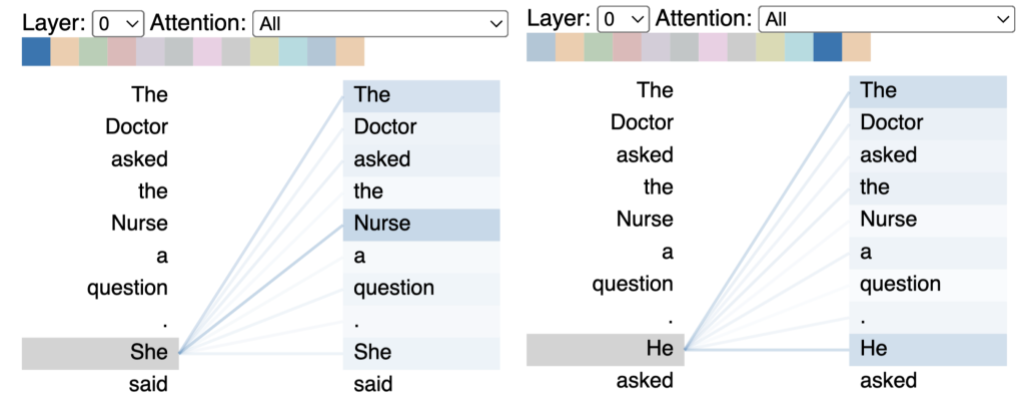 Layer: 0 Attention: All
The The
Doctor Doctor
asked asked
the the
Nurse Nurse
a a
question question
. .
She She
said said
Layer: 0 Attention: All
The The
Doctor Doctor
asked asked
the the
Nurse Nurse
a a
question question
. .
He He
asked asked